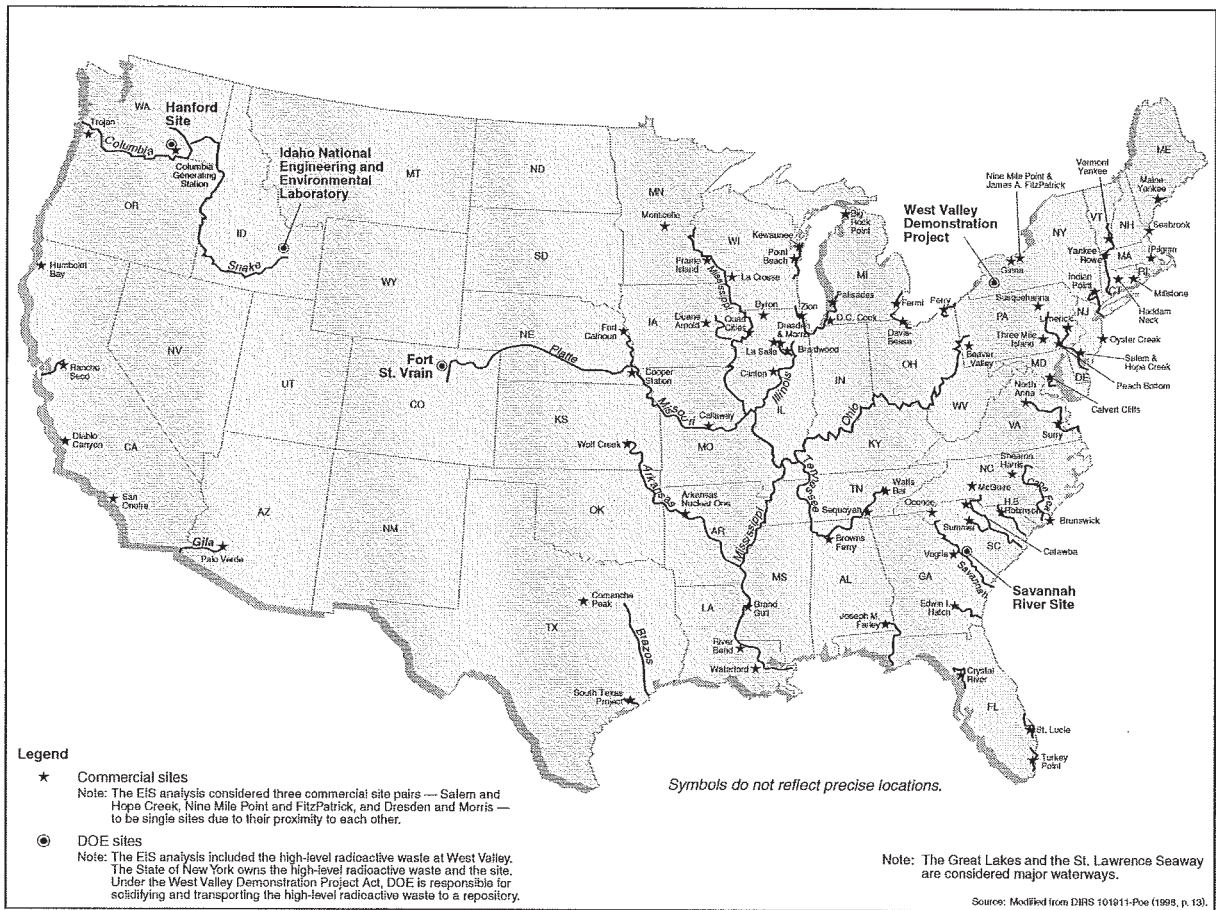 WA
Hanford
Site
Trojan
Columbia
Columbia
Generating
Station
Idaho National
Engineering and
Environmental
Laboratory
OR
ID
Snake
MT
ND
MN
Monticello
SD
WY
Humboldt
Bay
NV
UT
CA
Rancho
Seco
Diablo
Canyon
San
Onofre
AZ
Gila
Palo Verde
NM
CO
Fort
St. Vrain
NE
Platte
Fort
Calhoun
Cooper
Station
KS
Wolf Creek
Missouri
Callaway
MO
Arkansas
Arkansas
Nuclear One
OK
AR
TX
Comanche
Peak
Brazos
South Texas
Project
LA
River
Bend
Waterford
Grand
Gulf
MS
Mississippi
WI
Prairie
Island
Mississippi
La Crosse
IA
Duane
Arnold
Quad
Cities
Byron
Kewaunee
Point
Beach
Zion
Dresden
& Morris
La Salle
Braidwood
Clinton
Illinois
IL
IN
Big
Rock
Point
MI
Palisades
D.C. Cook
Fermi
Davis-
Besse
Perry
OH
Ohio
KY
WV
Beaver
Valley
Tennessee
TN
Watts
Bar
Sequoyah
Browns
Ferry
AL
Joseph M.
Farley
GA
Edwin I.
Hatch
Vogtle
Savannah
Oconee
Summer
SC
H.B.
Robinson
Catawba
McGuire
NC
Shearon
Harris
Cape Fear
Brunswick
Savannah
River Site
FL
Crystal
River
St. Lucie
Turkey
Point
VA
North
Anna
Surry
MD
DE
Calvert Cliffs
Peach Bottom
Salem &
Hope Creek
Oyster Creek
NJ
PA
Susquehanna
Limerick
Three Mile
Island
West Valley
Demonstration
Project
NY
Ginna
Nine Mile Point &
James A. FitzPatrick
Indian
Point
Vermont
Yankee
VT
NH
ME
Maine
Yankee
Seabrook
Yankee
Rowe
MA
Pilgrim
RI
CT
Millstone
Haddam
Neck
Symbols do not reflect precise locations.
Legend
Commercial sites
Note: The EIS analysis considered three commercial site pairs — Salem and
Hope Creek, Nine Mile Point and FitzPatrick, and Dresden and Morris —
to be single sites due to their proximity to each other.
DOE sites
Note: The EIS analysis included the high-level radioactive waste at West Valley.
The State of New York owns the high-level radioactive waste and the site.
Under the West Valley Demonstration Project Act, DOE is responsible for
solidifying and transporting the high-level radioactive waste to a repository.
Note: The Great Lakes and the St. Lawrence Seaway
are considered major waterways.
Source: Modified from DIRS 101911-Poe (1998, p. 13).